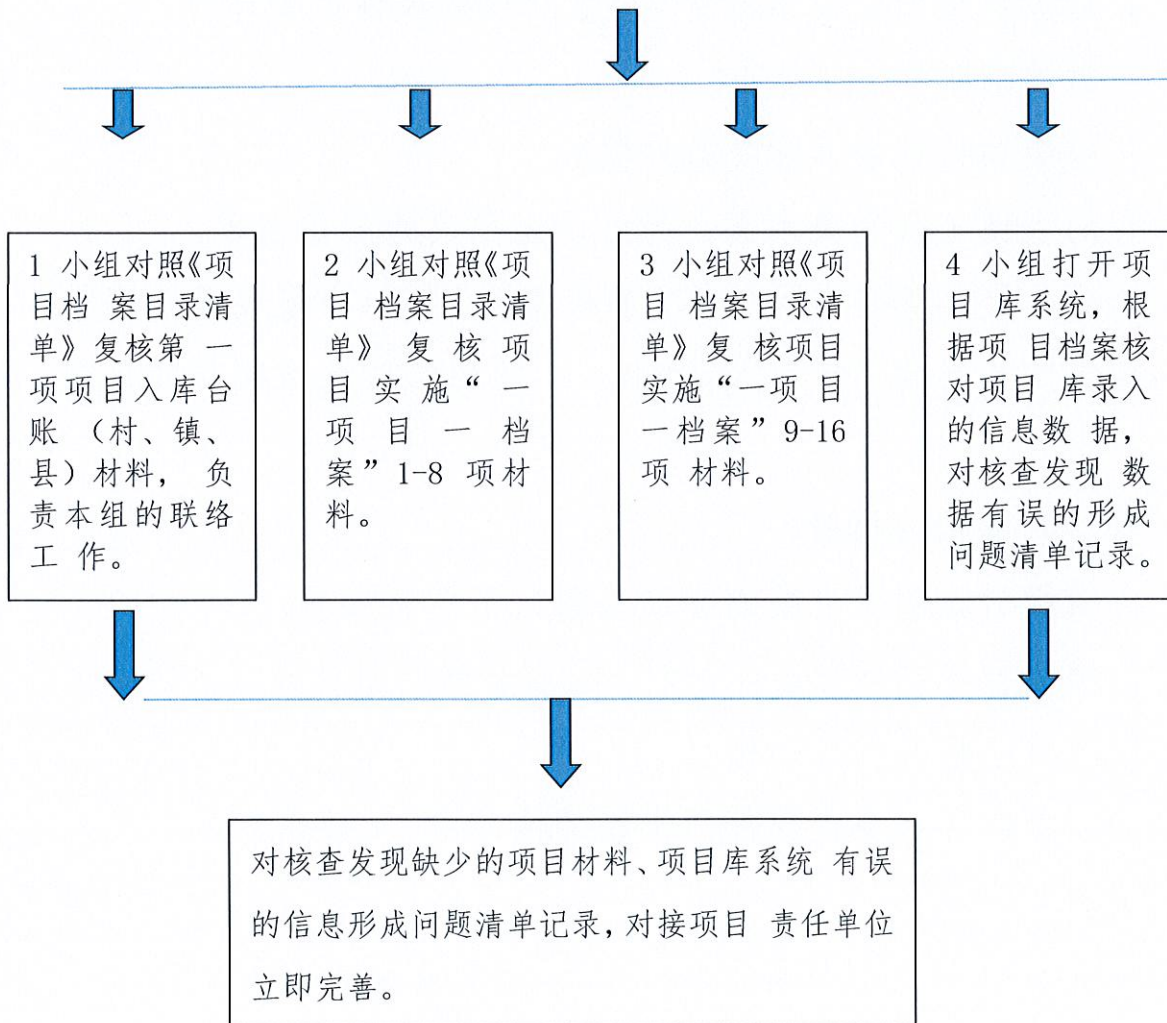 1 小组对照《项
目档 案目录清
单》复核第 一
项项目入库台
账 （村、镇、
县）材料， 负
责本组的联络
工 作。
2 小组对照《项
目 档案目录清
单》 复 核 项
目 实 施 “ 一
项 目 一 档
案” 1-8 项材
料。
3 小组对照《项
目 档案目录清
单》复 核项目
实施“一项 目
一档案” 9-16
项 材料。
4 小组打开项
目 库系统，根
据项 目档案核
对项目 库录入
的信息数 据，
对核查发现 数
据有误的形成
问题清单记录。
对核查发现缺少的项目材料、项目库系统 有误
的信息形成问题清单记录，对接项目 责任单位
立即完善。